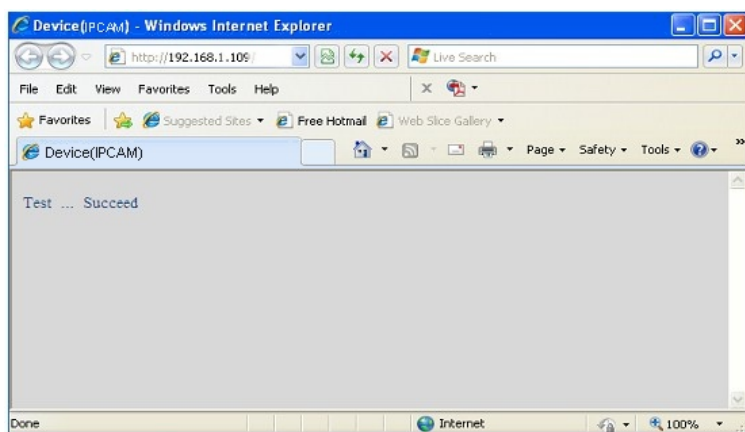 Device(IPCAM) - Windows Internet Explorer
http://192.168.1.109/ Live Search
File Edit View Favorites Tools Help
Favorites Suggested Sites Free Hotmail Web Slice Gallery
Device(IPCAM) Page Safety Tools »
Test ... Succeed
Done Internet 100%